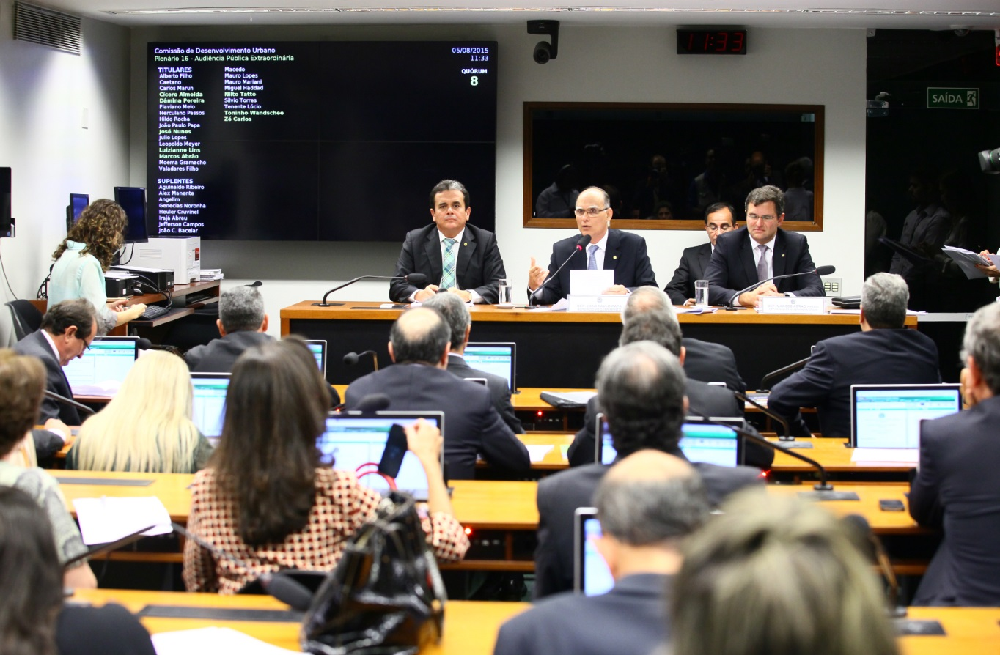 Comissão de Desenvolvimento Urbano
Plenário 16 - Audiência Pública Extraordinária
05/08/2015
11:33
QUÓRUM
8
TITULARES
Alberto Filho
Caetano
Carlos Marun
Cícero Almeida
Dâmina Pereira
Flaviano Melo
Herculano Passos
Hildo Rocha
João Paulo Papa
José Nunes
Julio Lopes
Leopoldo Meyer
Luizianne Lins
Marcos Abrão
Moema Gramacho
Valadares Filho
SUPLENTES
Aguinaldo Ribeiro
Alex Manente
Angelim
Genecias Noronha
Heuler Cruvinel
Irajá Abreu
Jefferson Campos
João C. Bacelar
Macedo
Mauro Lopes
Mauro Mariani
Miguel Haddad
Nilto Tatto
Silvio Torres
Tenente Lúcio
Toninho Wandscheer
Zé Carlos
11:33
SAÍDA
DEP. MARCOS ABRÃO